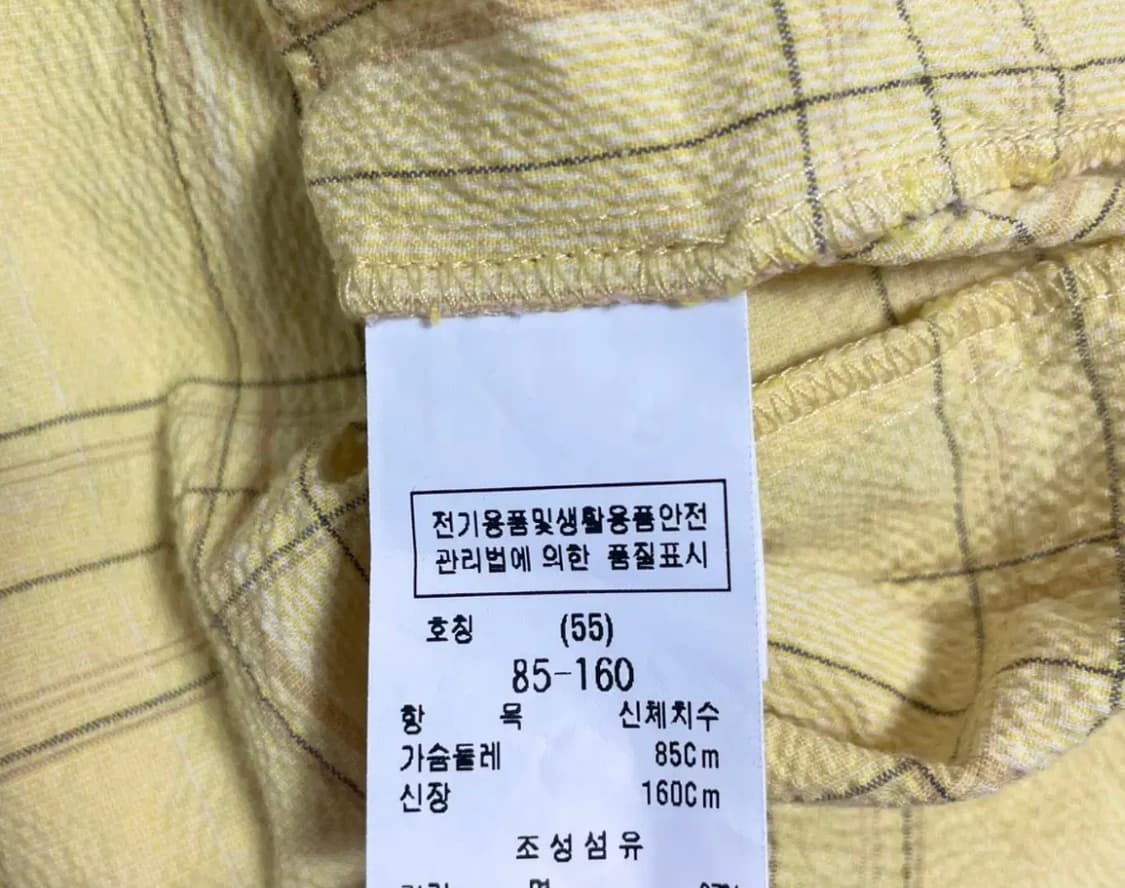 전기용품및생활용품안전
관리법에 의한 품질표시
호칭 (55)
85-160
항 목 신체치수
가슴둘레 85Cm
신장 160Cm
조성섬유